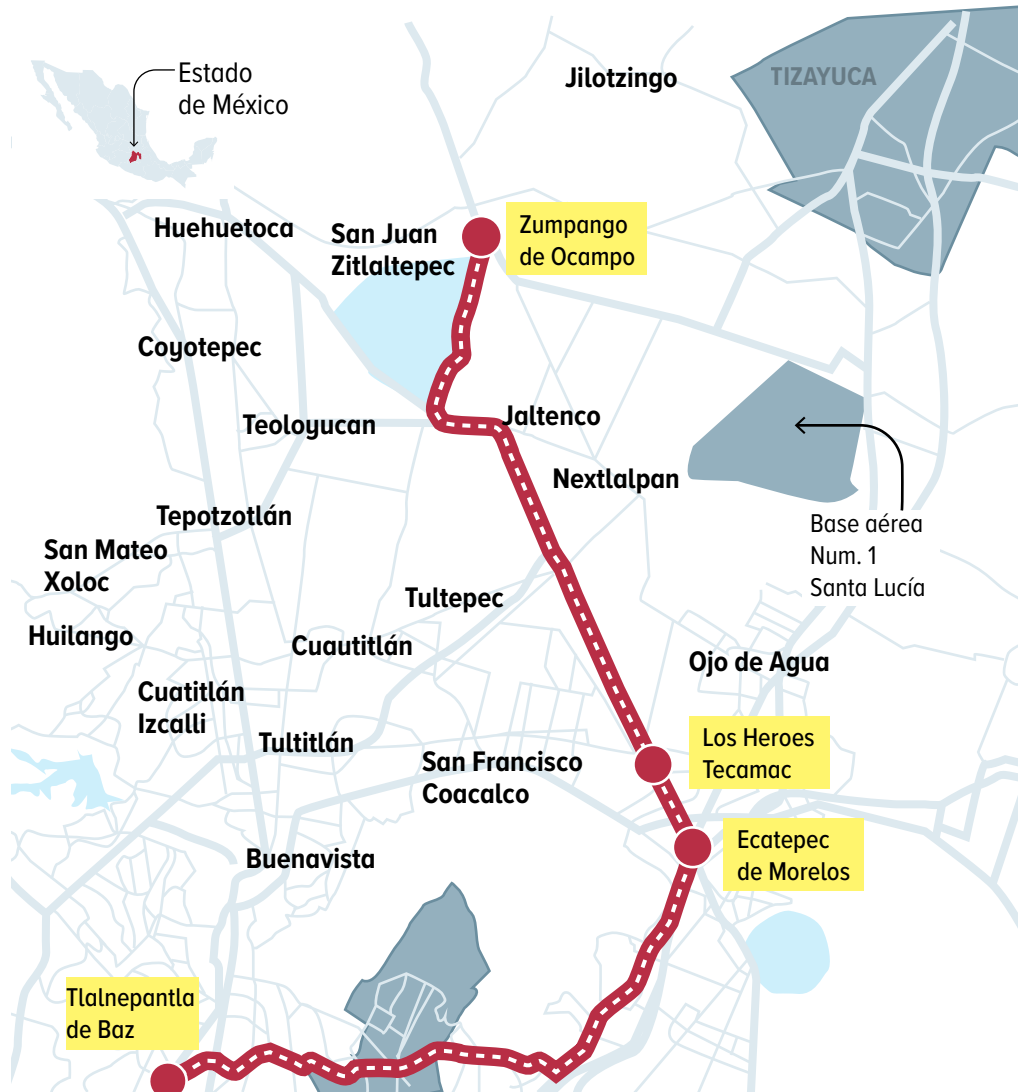 Estado
de México
Jilotzingo
TIZAYUCA
Huehuetoca
San Juan
Zitlaltepec
Zumpango
de Ocampo
Coyotepec
Teoloyucan
Jaltenco
Nextlalpan
Tepotzotlán
Base aérea
Num. 1
Santa Lucía
San Mateo
Xoloc
Tultepec
Huilango
Cuautitlán
Ojo de Agua
Cuatitlán
Izcalli
Tultitlán
San Francisco
Coacalco
Los Heroes
Tecamac
Buenavista
Ecatepec
de Morelos
Tlalnepantla
de Baz